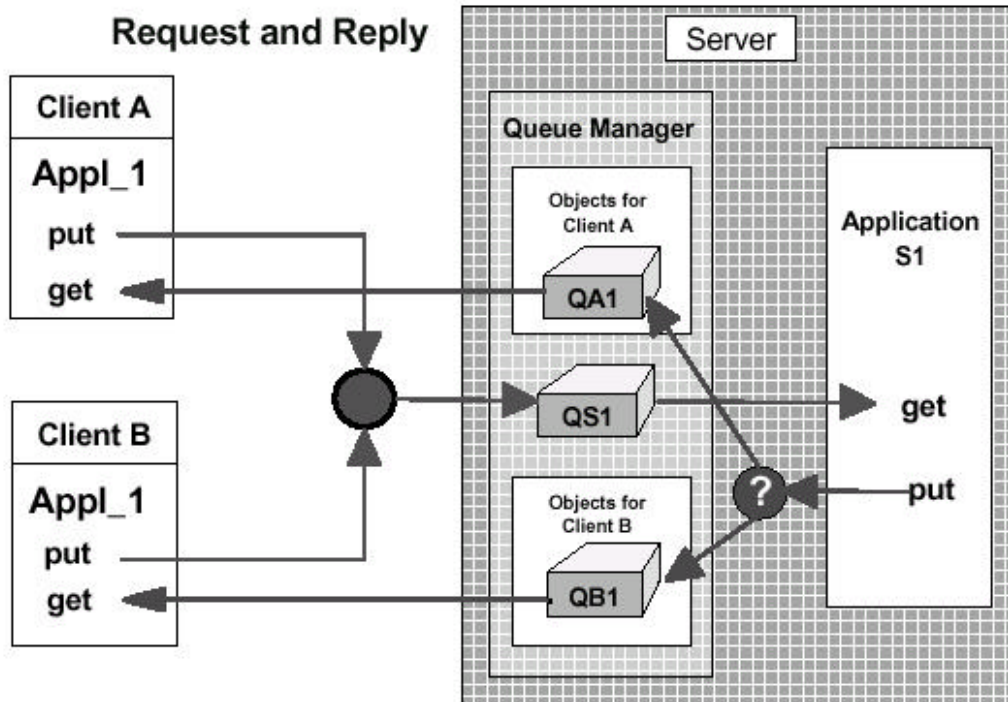 Request and Reply
Server
Client A
Appl_1
put
get
Client B
Appl_1
put
get
Queue Manager
Objects for
Client A
QA1
QS1
Objects for
Client B
QB1
?
Application
S1
get
put